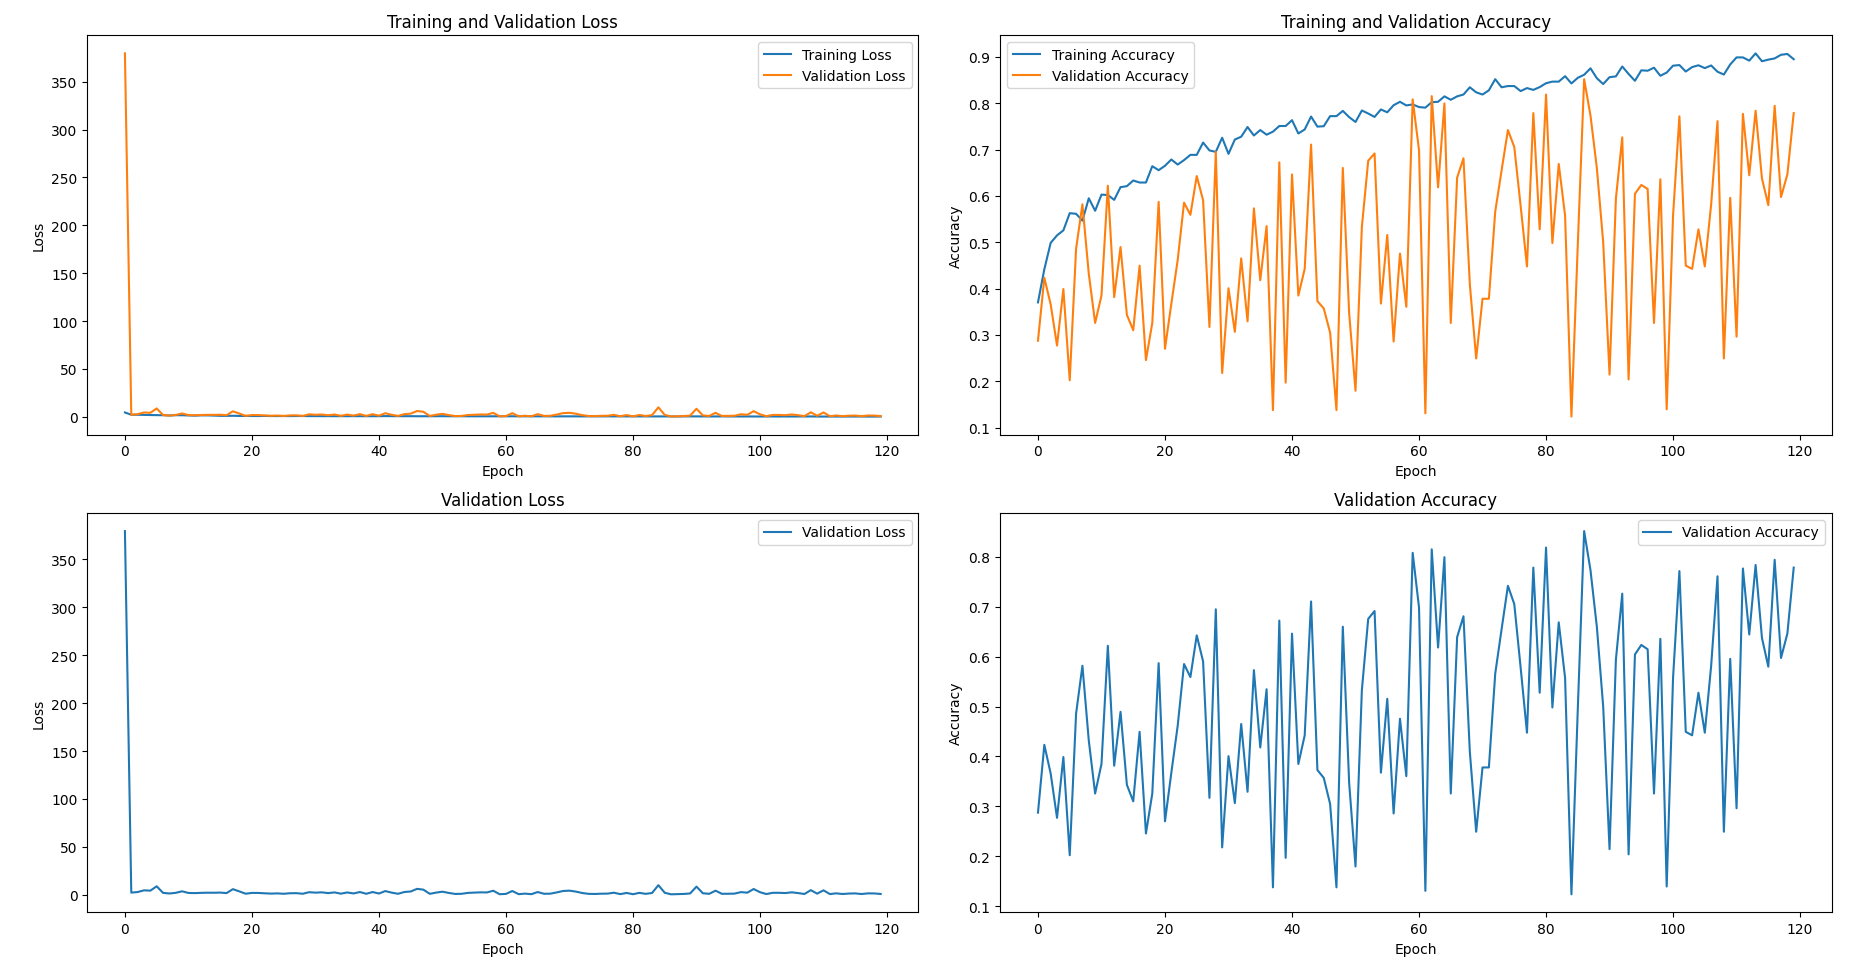 Training and Validation Loss
Training Loss
Validation Loss
350
300
250
200
150
100
50
0
Loss
0 20 40 60 80 100 120
Epoch
Training and Validation Accuracy
Training Accuracy
Validation Accuracy
0.9
0.8
0.7
0.6
0.5
0.4
0.3
0.2
0.1
Accuracy
0 20 40 60 80 100 120
Epoch
Validation Loss
Validation Loss
350
300
250
200
150
100
50
0
Loss
0 20 40 60 80 100 120
Epoch
Validation Accuracy
Validation Accuracy
0.8
0.7
0.6
0.5
0.4
0.3
0.2
0.1
Accuracy
0 20 40 60 80 100 120
Epoch